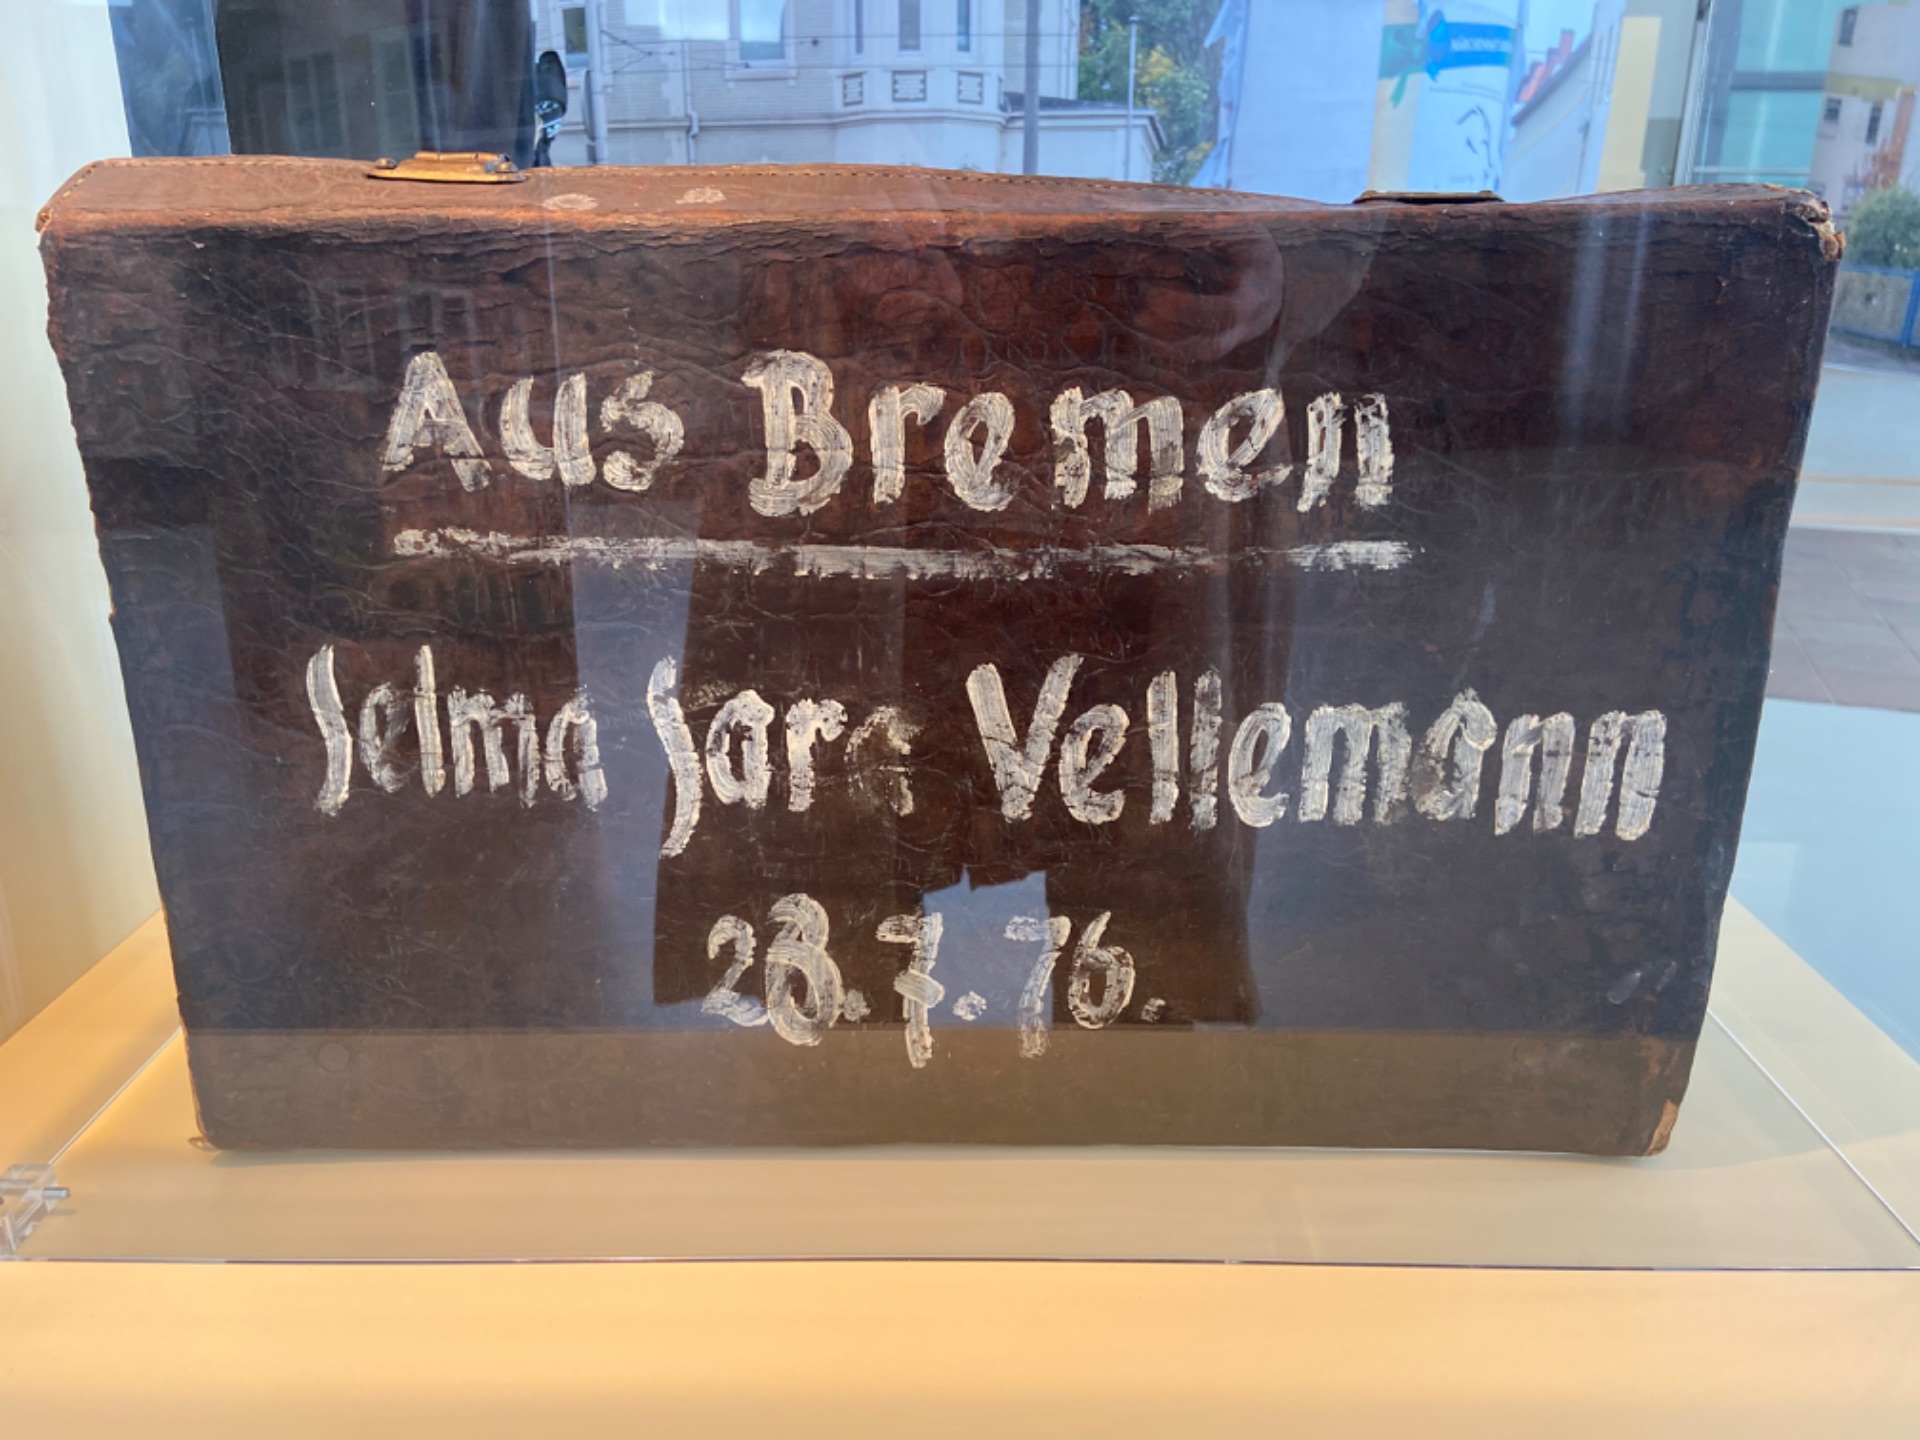 Aus Bremen
Selma Sara Vellemann
28.7.76.